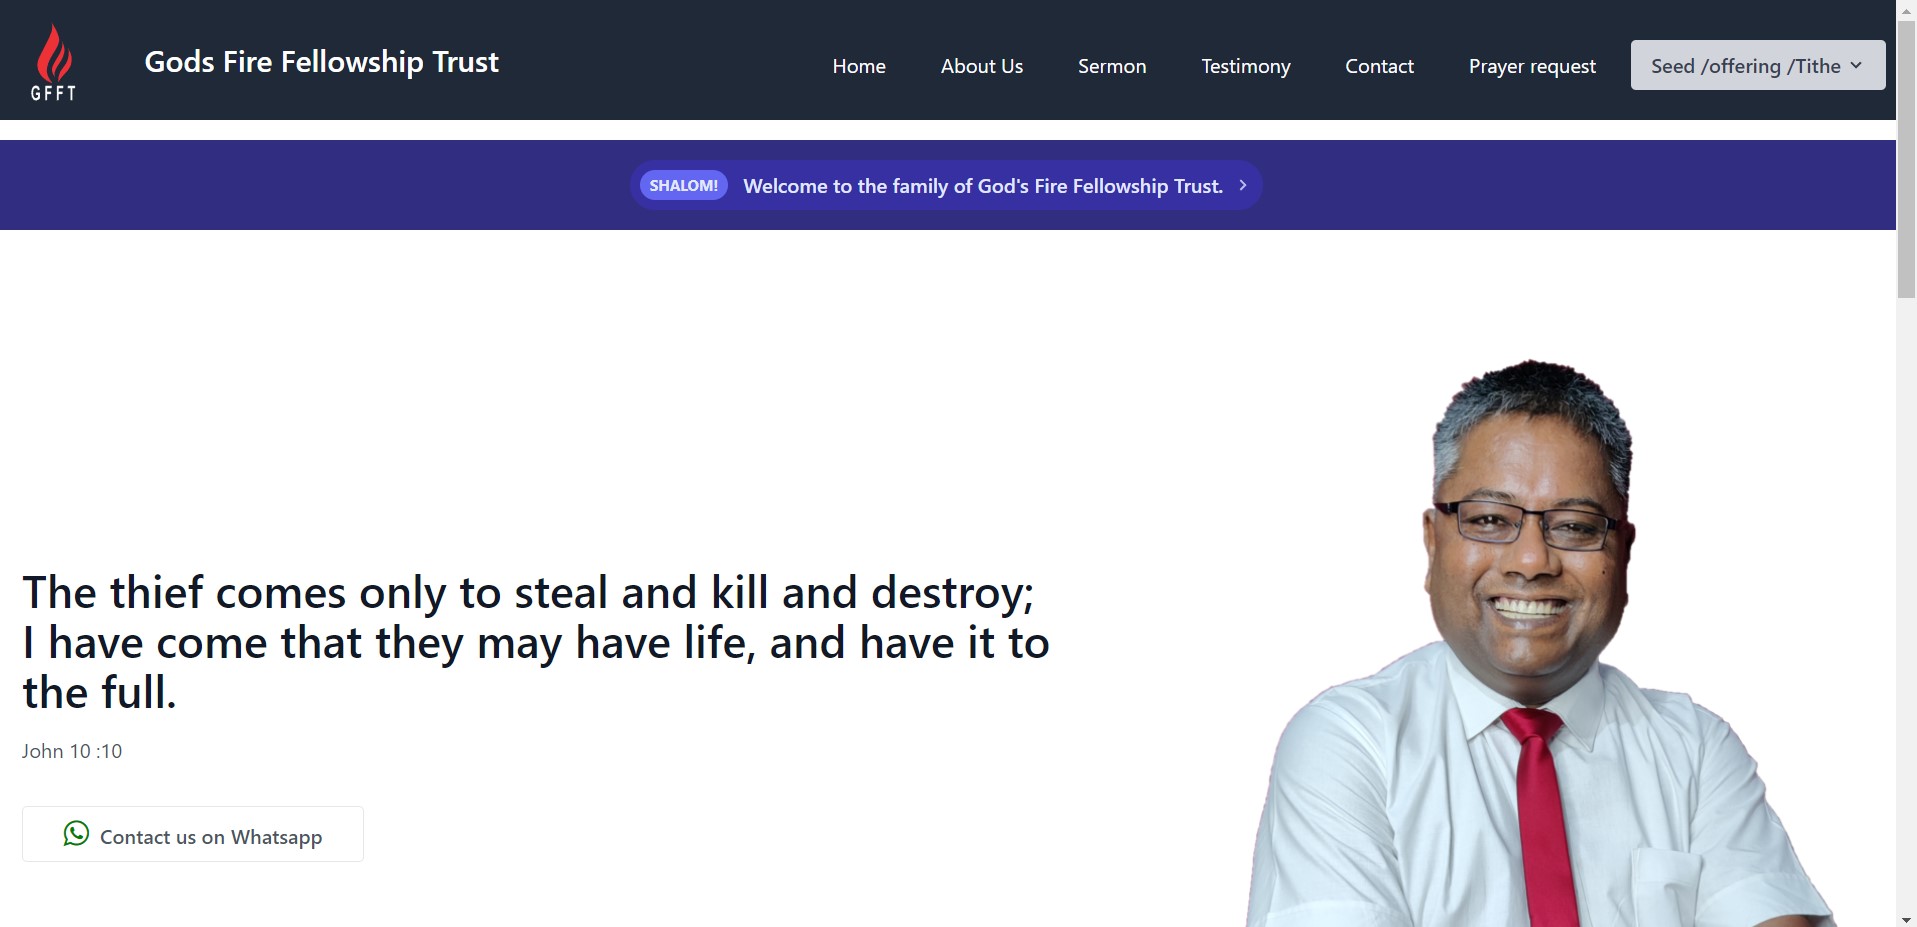 GFFT
Gods Fire Fellowship Trust
Home
About Us
Sermon
Testimony
Contact
Prayer request
Seed /offering /Tithe
SHALOM!
Welcome to the family of God's Fire Fellowship Trust.
The thief comes only to steal and kill and destroy;
I have come that they may have life, and have it to
the full.
John 10 :10
Contact us on Whatsapp